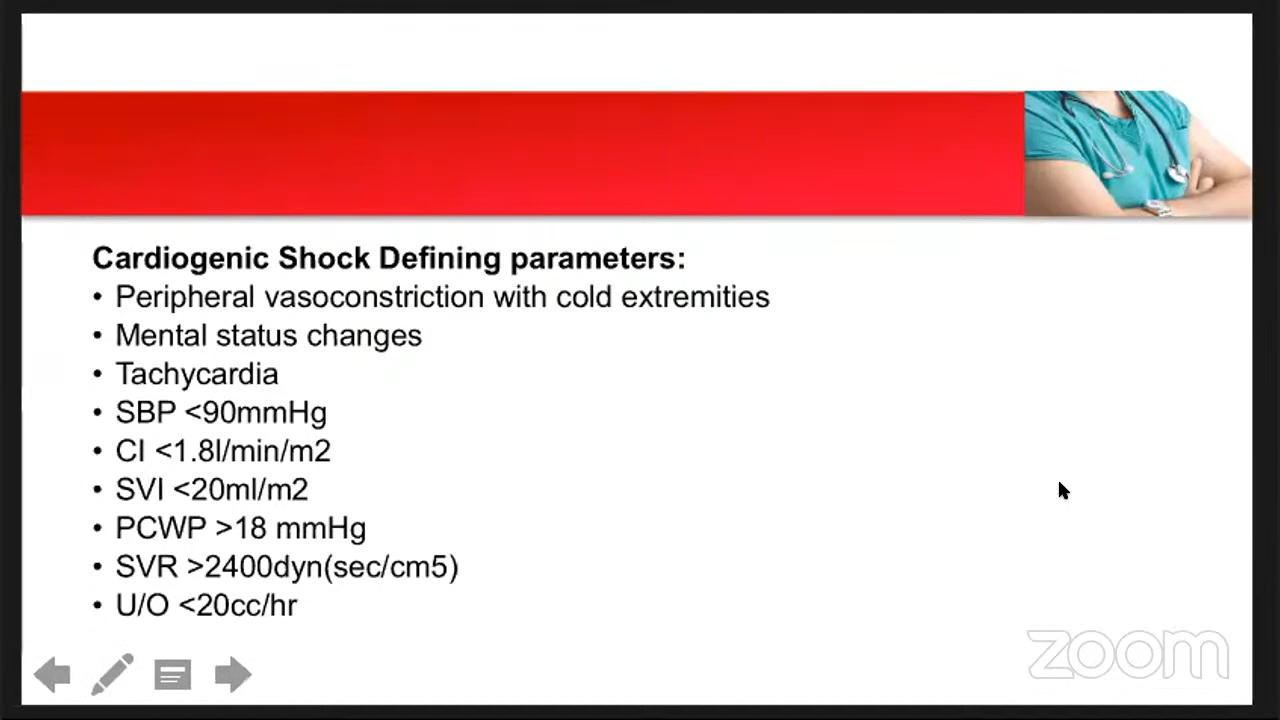 Cardiogenic Shock Defining parameters:
• Peripheral vasoconstriction with cold extremities
• Mental status changes
• Tachycardia
• SBP <90mmHg
• CI <1.8l/min/m2
• SVI <20ml/m2
• PCWP >18 mmHg
• SVR >2400dyn(sec/cm5)
• U/O <20cc/hr
zoom